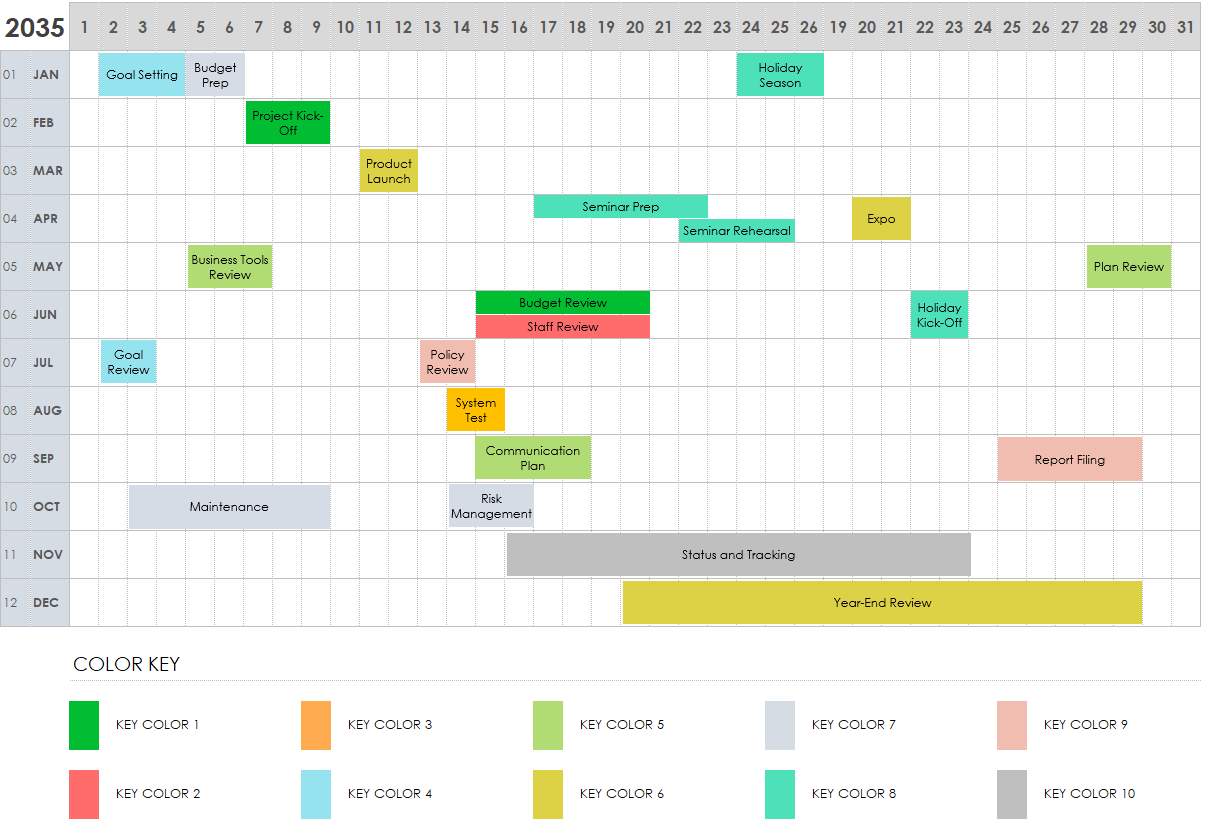 2035 1 2 3 4 5 6 7 8 9 10 11 12 13 14 15 16 17 18 19 20 21 22 23 24 25 26 19 20 21 22 23 24 25 26 27 28 29 30 31
01 JAN Goal Setting Budget Prep Holiday Season
02 FEB Project Kick-Off
03 MAR Product Launch
04 APR Seminar Prep Seminar Rehearsal Expo
05 MAY Business Tools Review Plan Review
06 JUN Budget Review Staff Review Holiday Kick-Off
07 JUL Goal Review Policy Review
08 AUG System Test
09 SEP Communication Plan Report Filing
10 OCT Maintenance Risk Management
11 NOV Status and Tracking
12 DEC Year-End Review
COLOR KEY
KEY COLOR 1 KEY COLOR 3 KEY COLOR 5 KEY COLOR 7 KEY COLOR 9
KEY COLOR 2 KEY COLOR 4 KEY COLOR 6 KEY COLOR 8 KEY COLOR 10